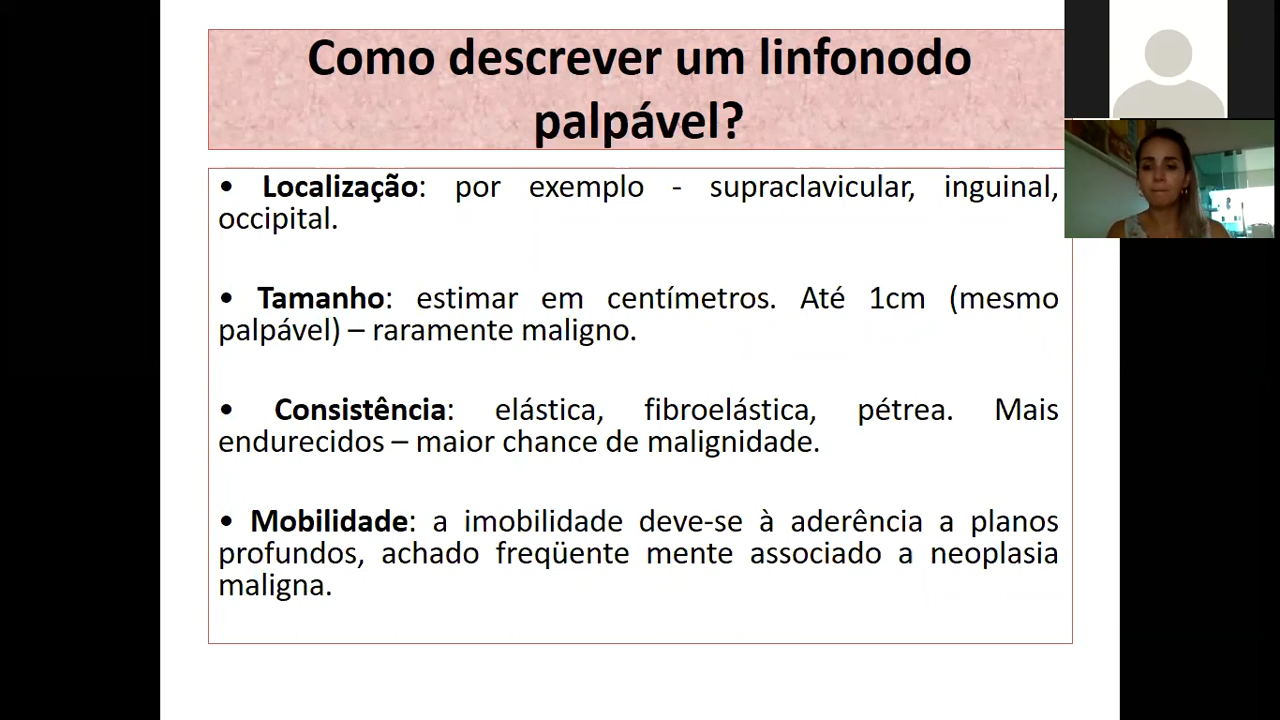 Como descrever um linfonodo
palpável?
• Localização: por exemplo - supraclavicular, inguinal,
occipital.
• Tamanho: estimar em centímetros. Até 1cm (mesmo
palpável) – raramente maligno.
• Consistência: elástica, fibroelástica, pétrea. Mais
endurecidos – maior chance de malignidade.
• Mobilidade: a imobilidade deve-se à aderência a planos
profundos, achado freqüente mente associado a neoplasia
maligna.